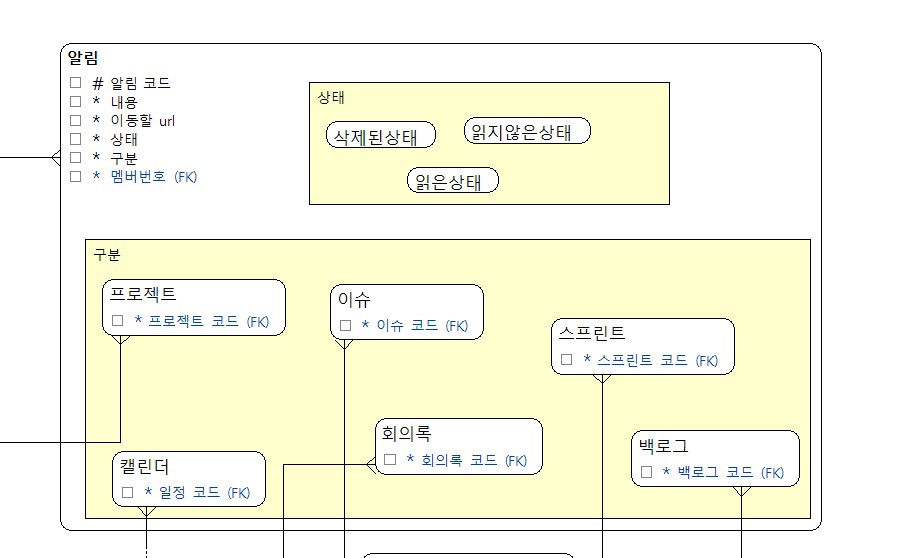 알림
# 알림 코드
* 내용
* 이동할 url
* 상태
* 구분
* 멤버번호 (FK)
상태
삭제된상태
읽지않은상태
읽은상태
구분
프로젝트
* 프로젝트 코드 (FK)
이슈
* 이슈 코드 (FK)
스프린트
* 스프린트 코드 (FK)
회의록
* 회의록 코드 (FK)
백로그
* 백로그 코드 (FK)
캘린더
* 일정 코드 (FK)